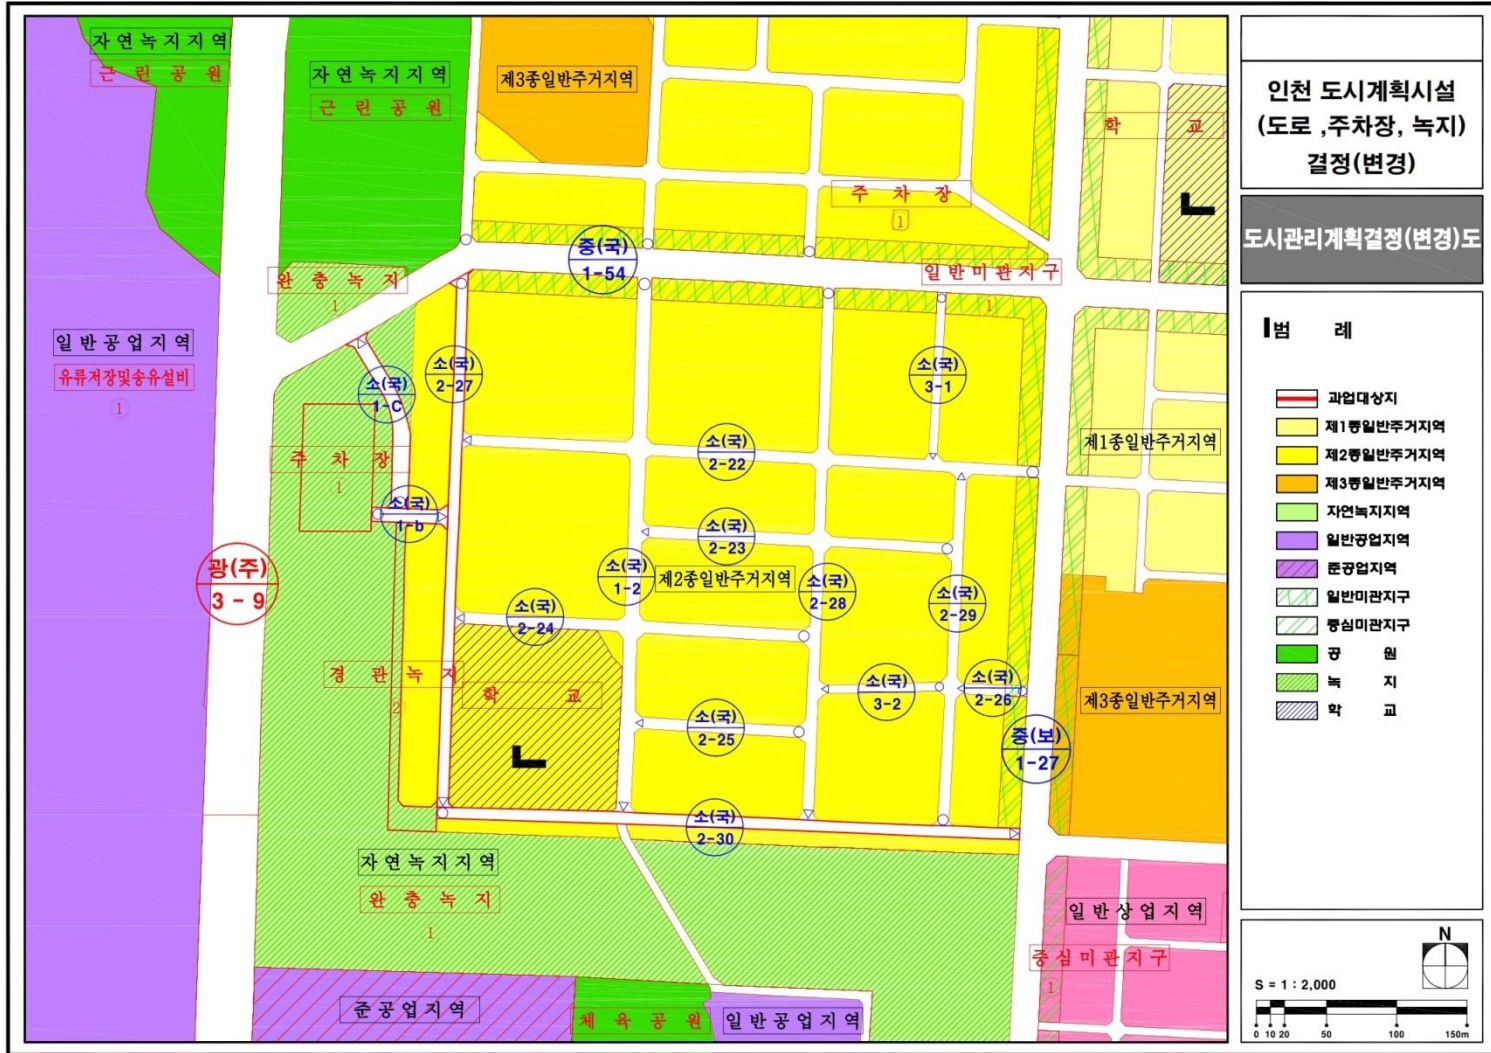 자연녹지지역
근린공원
자연녹지지역
근린공원
제3종일반주거지역
학 교
주 차 장
1
중(국)
1-54
일반미관지구
1
완충녹지
1
일반공업지역
유류저장및송유설비
1
소(국)
2-27
소(국)
1-C
소(국)
3-1
주 차 장
1
소(국)
2-22
제1종일반주거지역
소(국)
1-b
소(국)
2-23
광(주)
3-9
소(국)
1-2
제2종일반주거지역
소(국)
2-28
소(국)
2-29
소(국)
2-24
경관녹지
2
학 교
소(국)
3-2
소(국)
2-26
제3종일반주거지역
소(국)
2-25
중(보)
1-27
소(국)
2-30
자연녹지지역
완충녹지
1
일반상업지역
중심미관지구
1
준공업지역
체육공원
일반공업지역
인천 도시계획시설
(도로 ,주차장, 녹지)
결정(변경)
도시관리계획결정(변경)도
범 례
과업대상지
제1종일반주거지역
제2종일반주거지역
제3종일반주거지역
자연녹지지역
일반공업지역
준공업지역
일반미관지구
중심미관지구
공 원
녹 지
학 교
N
S = 1 : 2,000
0 10 20 50 100 150m